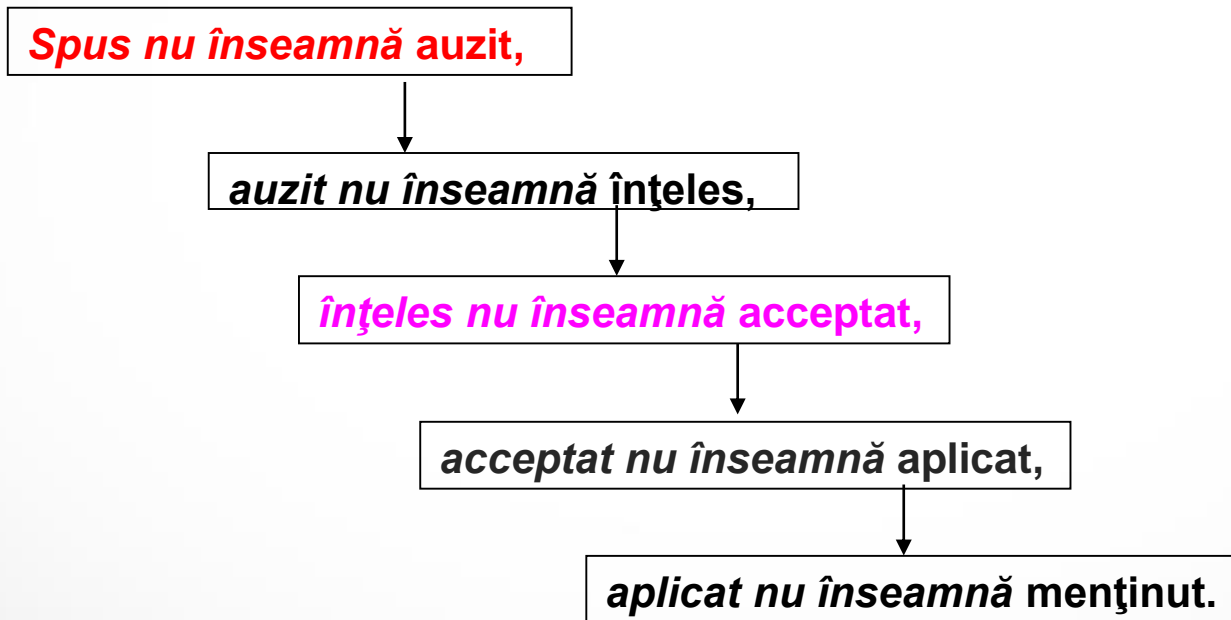 Spus nu înseamnă auzit,
auzit nu înseamnă înţeles,
înţeles nu înseamnă acceptat,
acceptat nu înseamnă aplicat,
aplicat nu înseamnă menţinut.